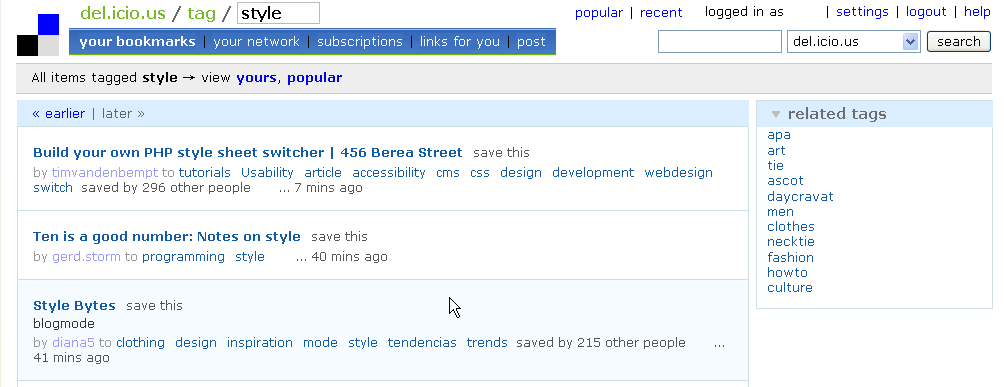 del.icio.us / tag / style
popular | recent logged in as | settings | logout | help
your bookmarks | your network | subscriptions | links for you | post
del.icio.us search
All items tagged style → view yours, popular
« earlier | later »
Build your own PHP style sheet switcher | 456 Berea Street save this
by timvandenbempt to tutorials Usability article accessibility cms css design development webdesign
switch saved by 296 other people ... 7 mins ago
Ten is a good number: Notes on style save this
by gerd.storm to programming style ... 40 mins ago
Style Bytes save this
blogmode
by diana5 to clothing design inspiration mode style tendencias trends saved by 215 other people ...
41 mins ago
related tags
apa
art
tie
ascot
daycravat
men
clothes
necktie
fashion
howto
culture